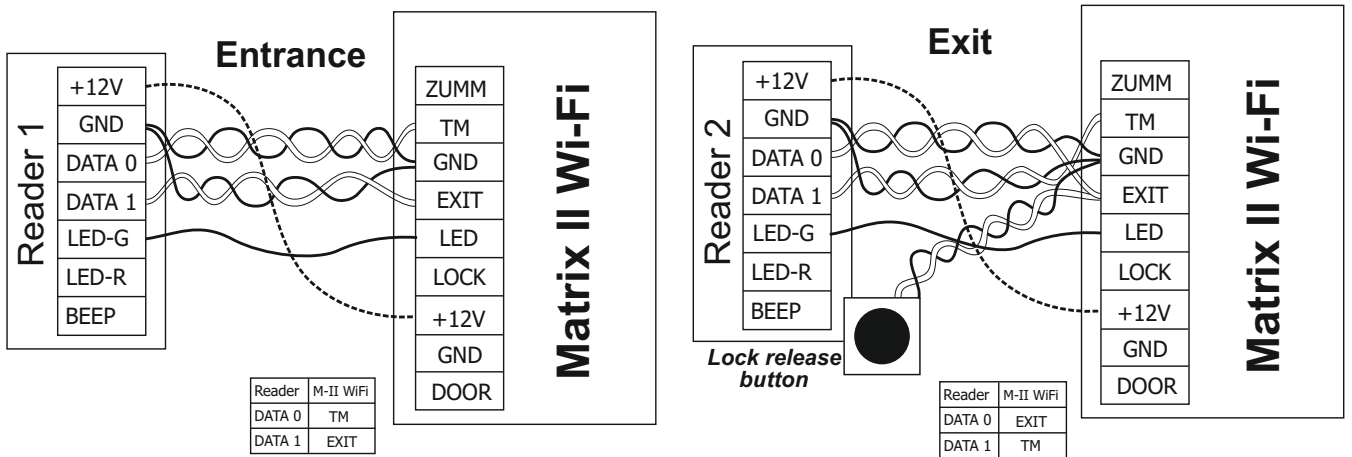 Entrance
Reader 1
+12V
GND
DATA 0
DATA 1
LED-G
LED-R
BEEP
ZUMM
TM
GND
EXIT
LED
LOCK
+12V
GND
DOOR
Matrix II Wi-Fi
Reader M-II WiFi
DATA 0 TM
DATA 1 EXIT
Exit
Reader 2
+12V
GND
DATA 0
DATA 1
LED-G
LED-R
BEEP
Lock release
button
ZUMM
TM
GND
EXIT
LED
LOCK
+12V
GND
DOOR
Matrix II Wi-Fi
Reader M-II WiFi
DATA 0 EXIT
DATA 1 TM